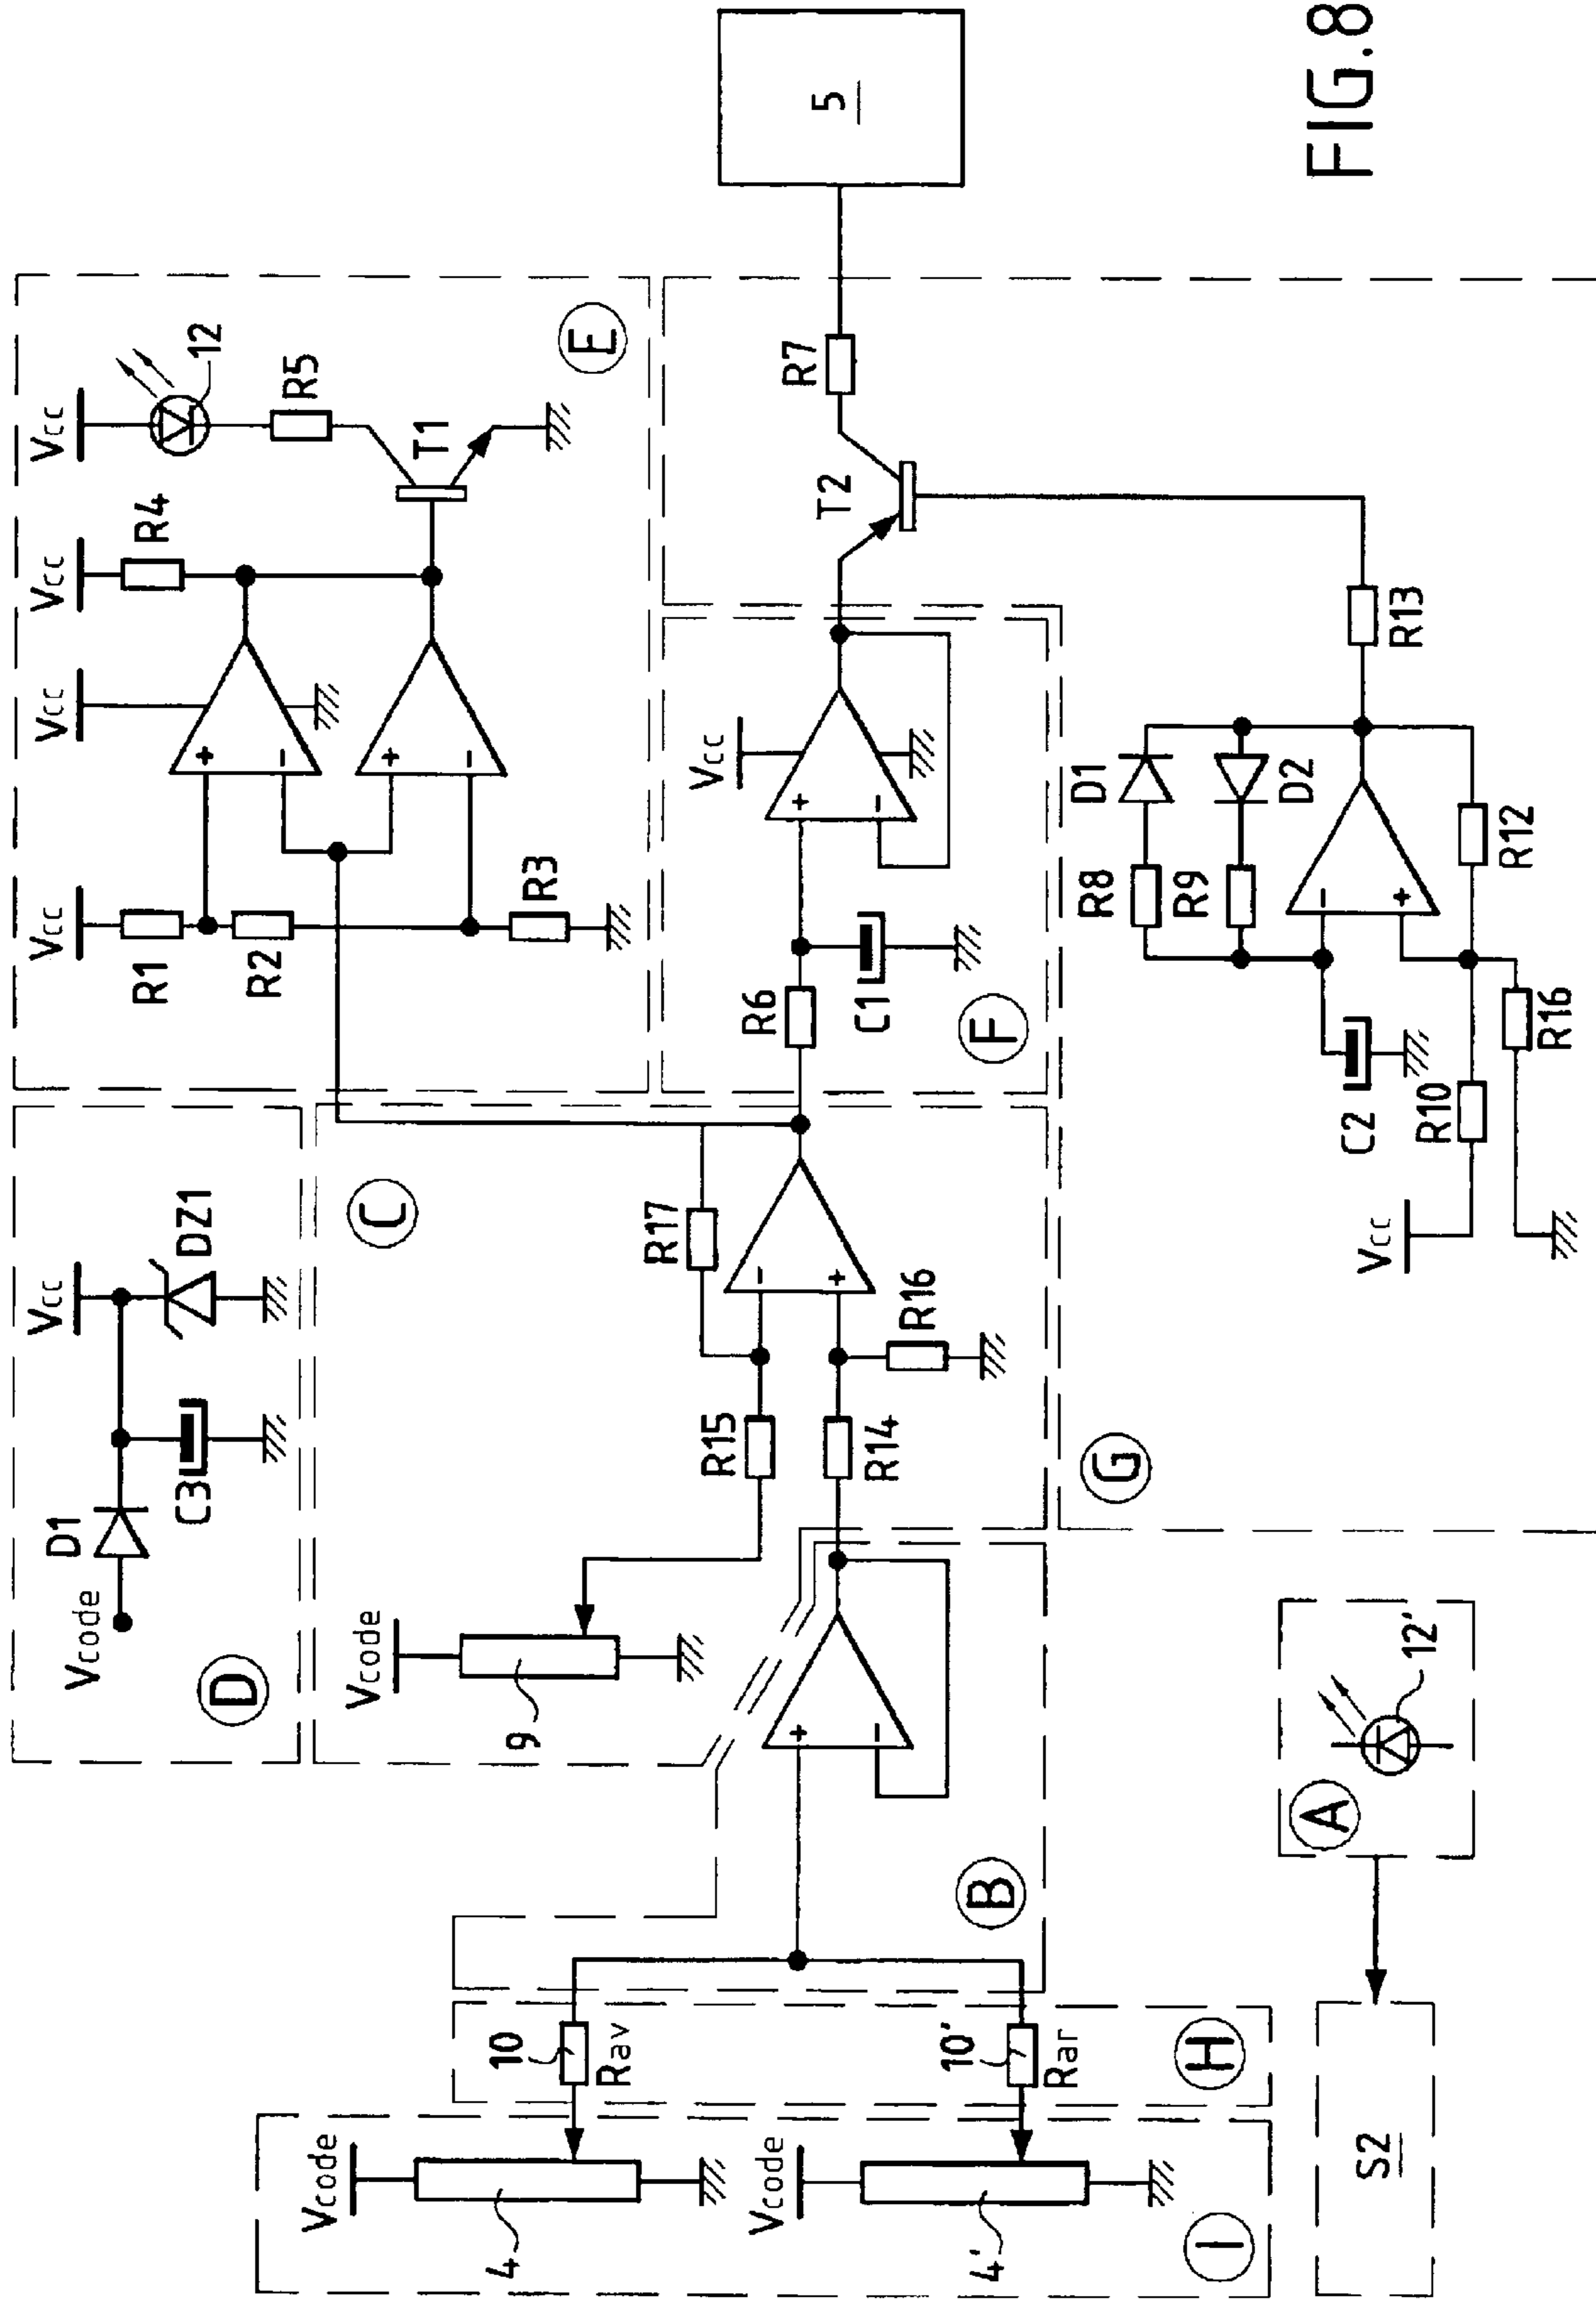 Vcode
D1
C3
Vcc
DZ1
D
Vcc
R1
R2
R3
+
-
+
-
Vcc
Vcc
R4
Vcc
12
R5
T1
E
Vcode
9
C
R15
R14
R17
-
+
R16
R6
C1
F
Vcc
+
-
T2
R7
5
Vcode
4
Vcode
4'
I
10
Rav
10'
Rar
H
B
+
-
G
Vcc
C2
R10
R16
R8
R9
D1
D2
-
+
R12
R13
S2
A
12'
FIG.8